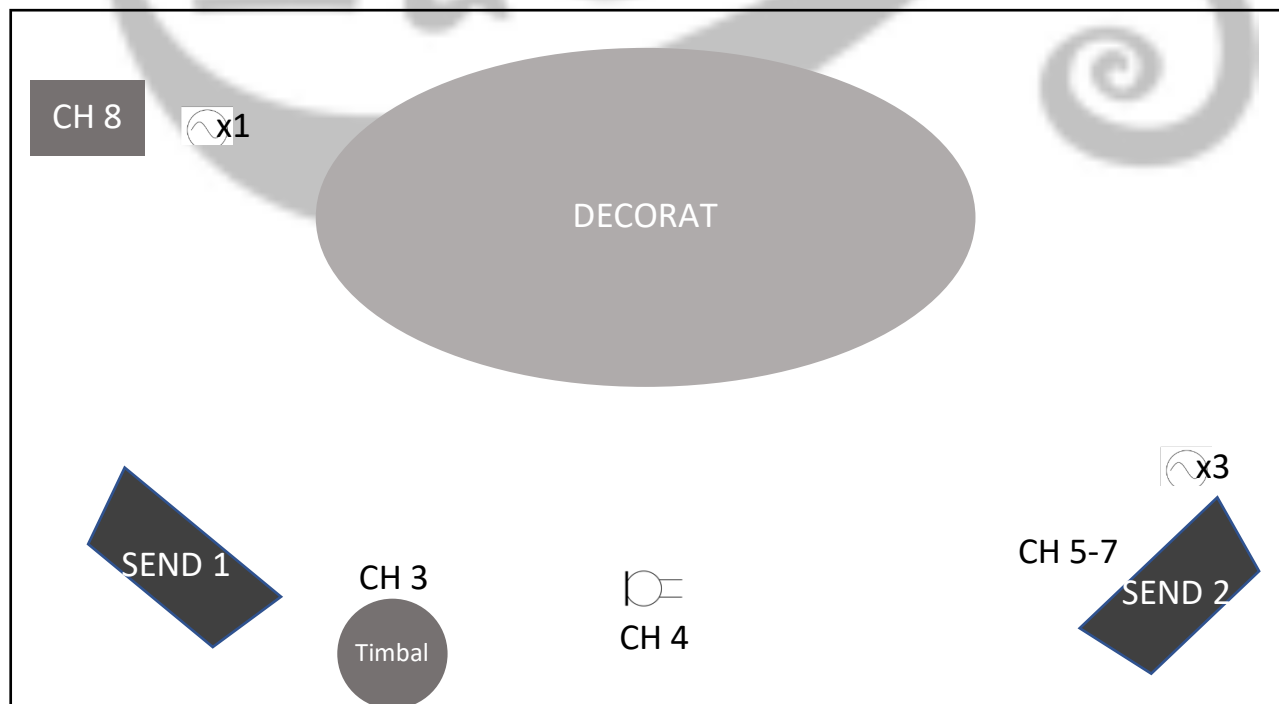 CH 8
x1
DECORAT
x3
CH 5-7
SEND 1
SEND 2
CH 3
Timbal
CH 4